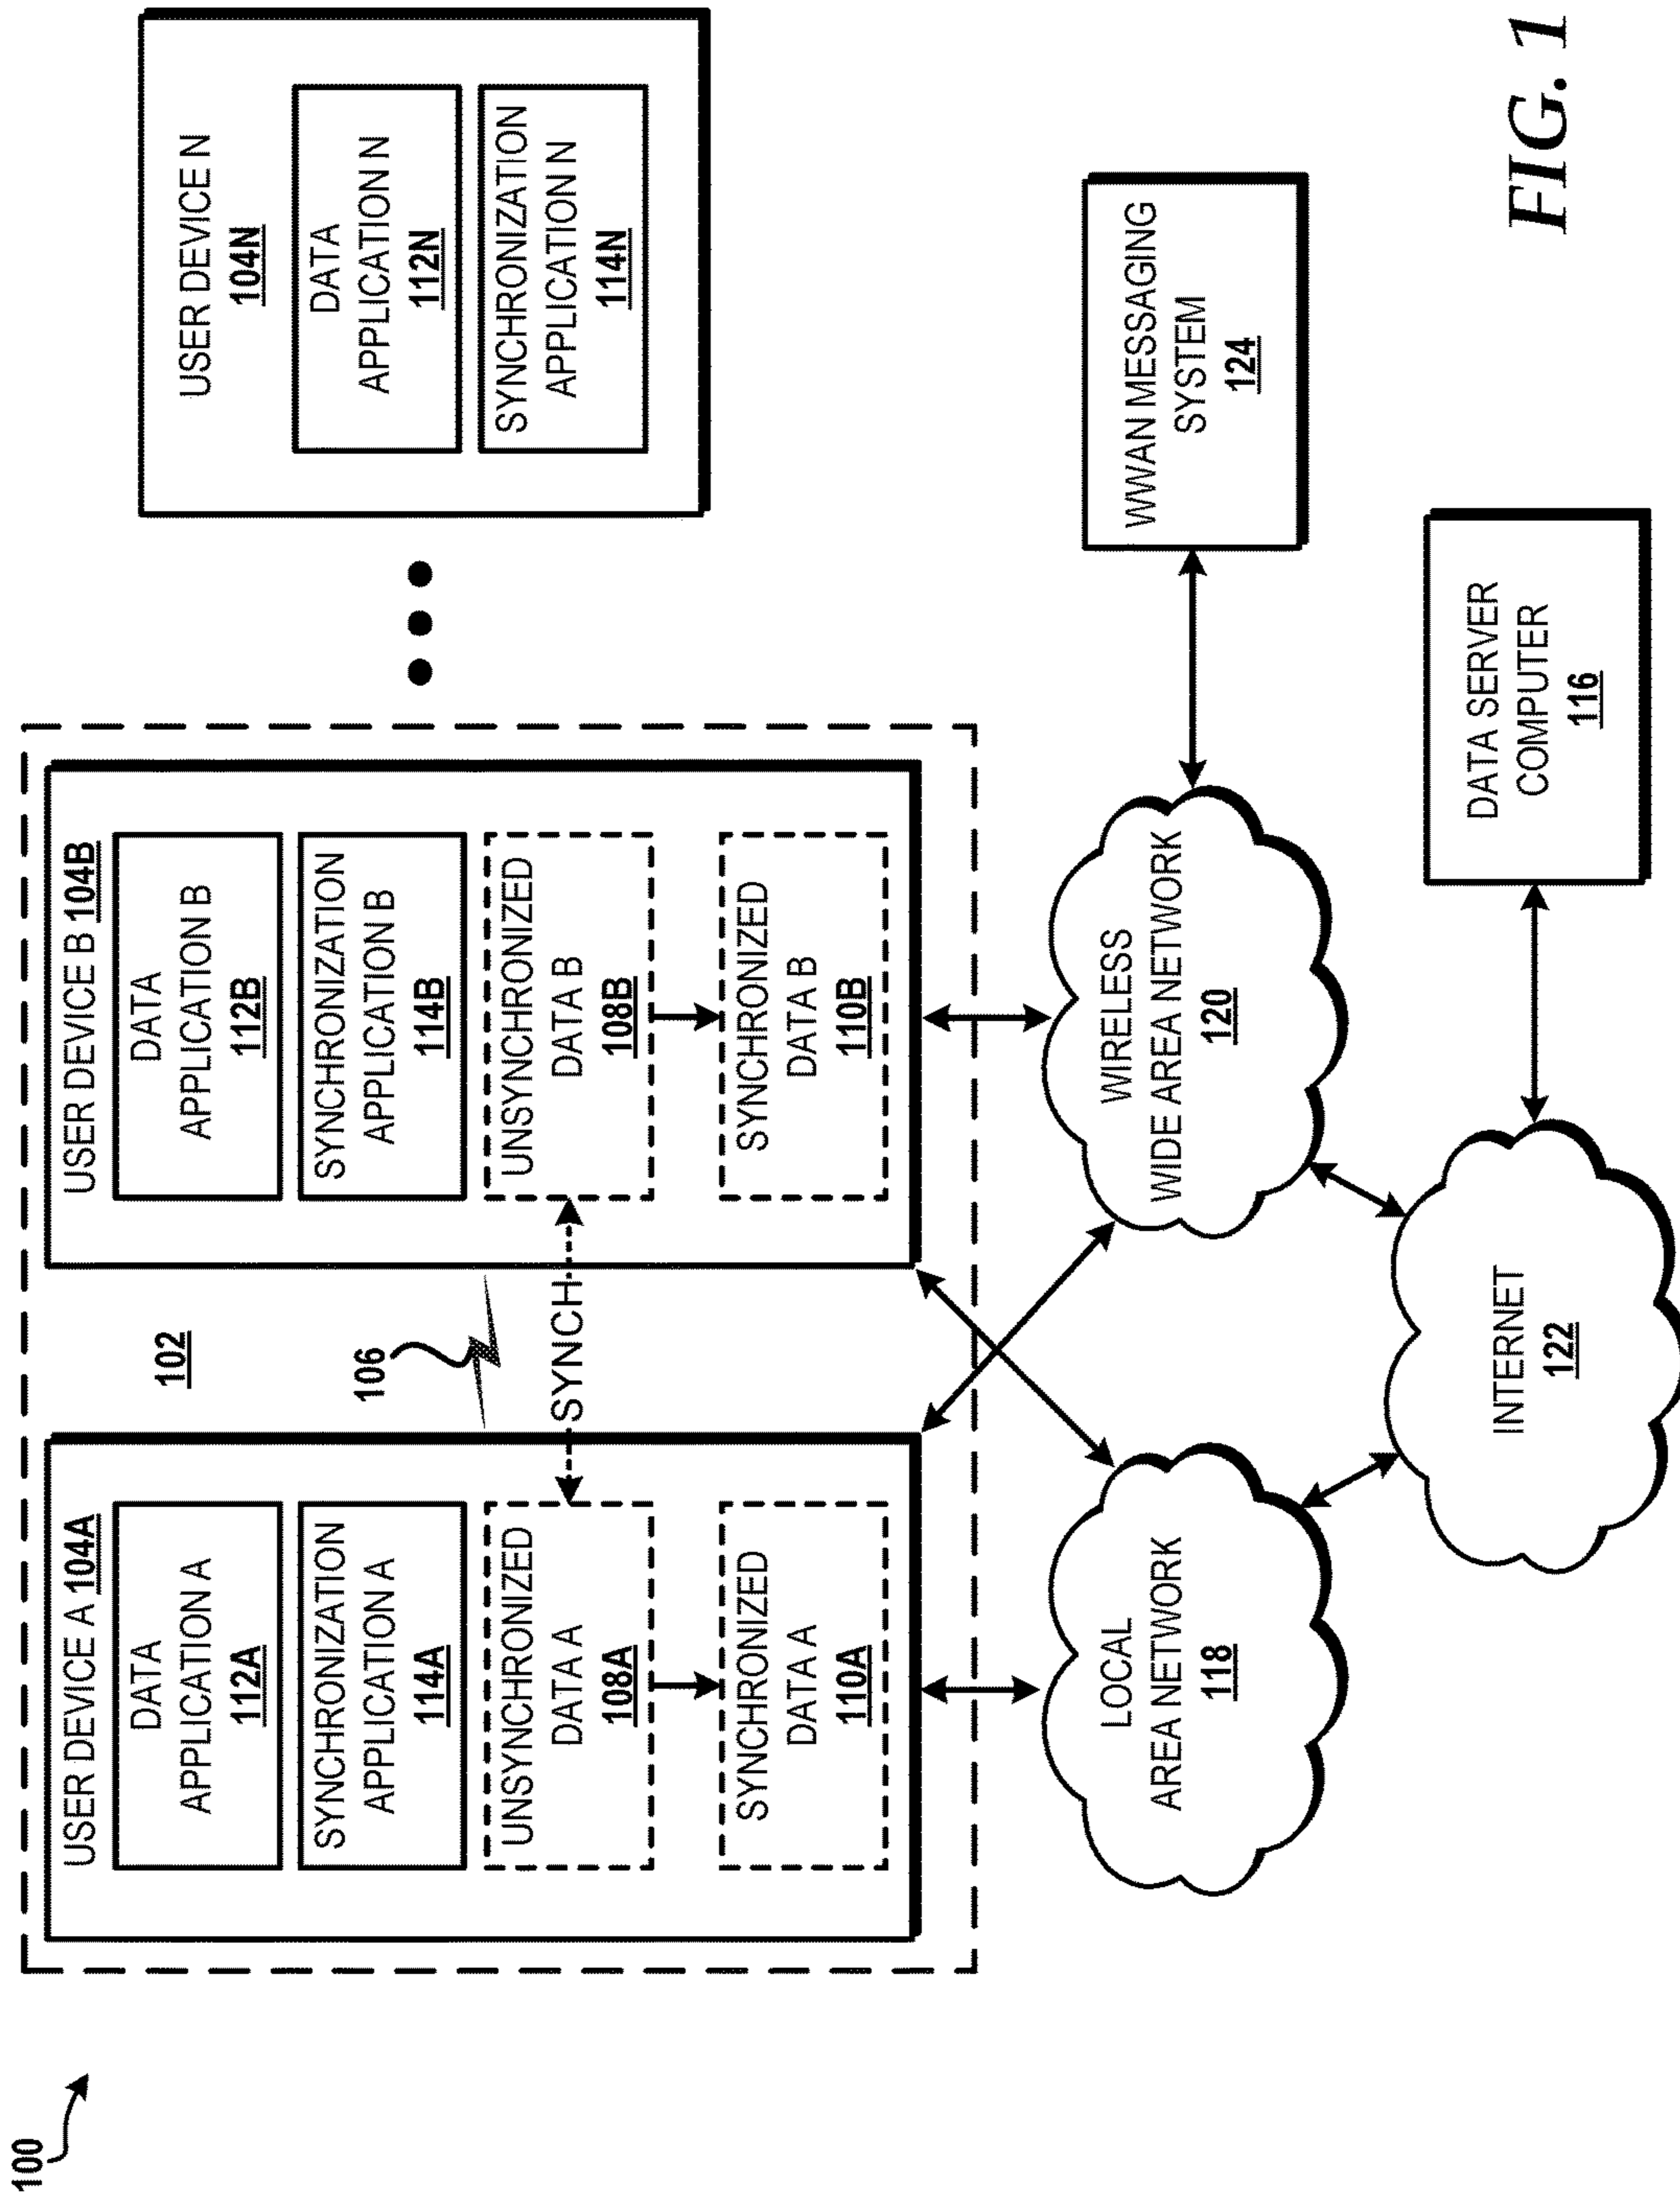 100
102
USER DEVICE A 104A
DATA
APPLICATION A
112A
SYNCHRONIZATION
APPLICATION A
114A
UNSYNCHRONIZED
DATA A
108A
SYNCHRONIZED
DATA A
110A
106
SYNCH
USER DEVICE B 104B
DATA
APPLICATION B
112B
SYNCHRONIZATION
APPLICATION B
114B
UNSYNCHRONIZED
DATA B
108B
SYNCHRONIZED
DATA B
110B
USER DEVICE N
104N
DATA
APPLICATION N
112N
SYNCHRONIZATION
APPLICATION N
114N
LOCAL
AREA NETWORK
118
WIRELESS
WIDE AREA NETWORK
120
WWAN MESSAGING
SYSTEM
124
INTERNET
122
DATA SERVER
COMPUTER
116
FIG. 1